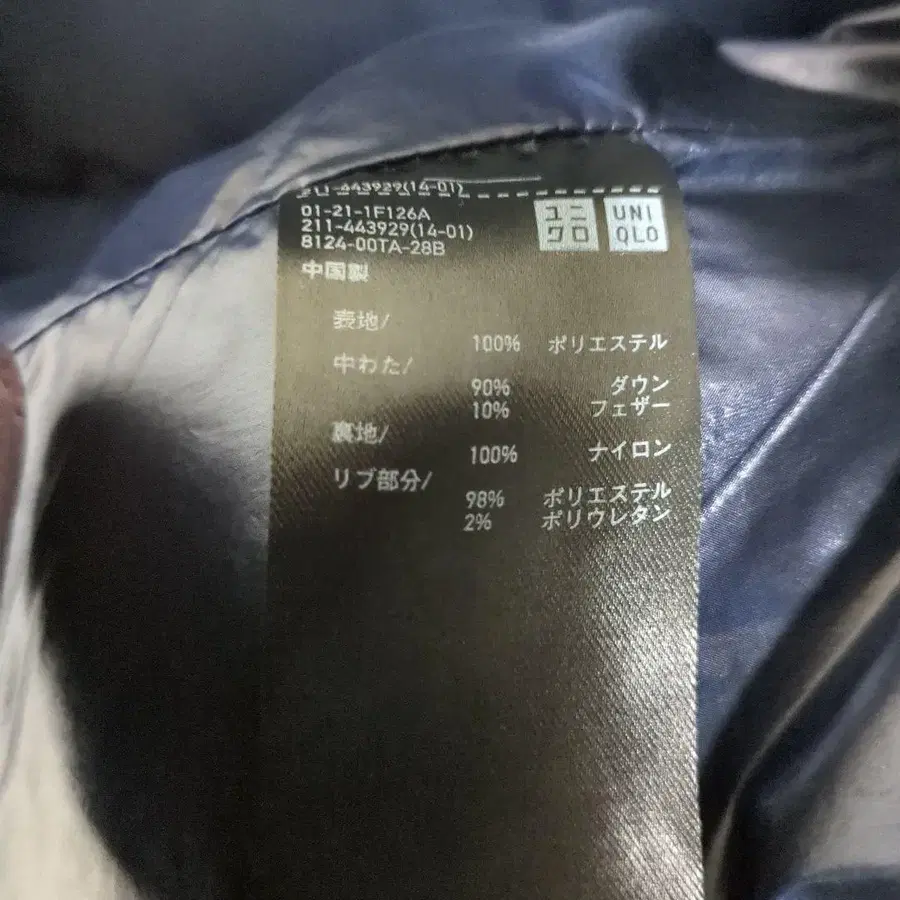 443929(14-01)
01-21-1F126A
211-443929(14-01)
8124-00TA-28B
ユニ
クロ
UNI
QLO
中国製
表地/
100% ポリエステル
中わた/
90% ダウン
10% フェザー
裏地/
100% ナイロン
リブ部分/
98% ポリエステル
2% ポリウレタン